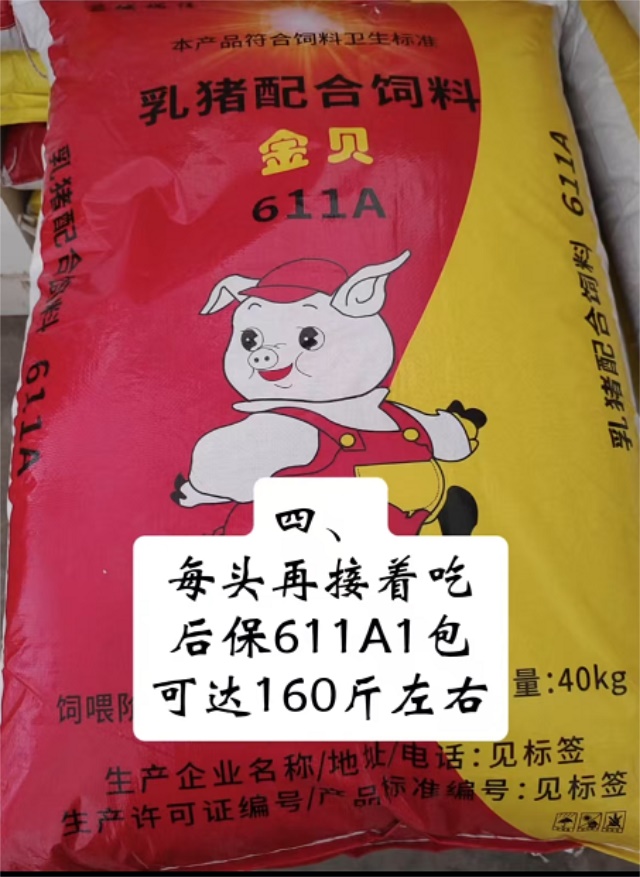 本产品符合饲料卫生标准
乳猪配合饲料
金贝
611A
乳猪配合饲料 611A
乳猪配合饲料 611A
四、
每头再接着吃
后保611A1包
可达160斤左右
量:40kg
饲喂阶
生产企业名称/地址/电话:见标签
生产许可证编号/产品标准编号:见标签